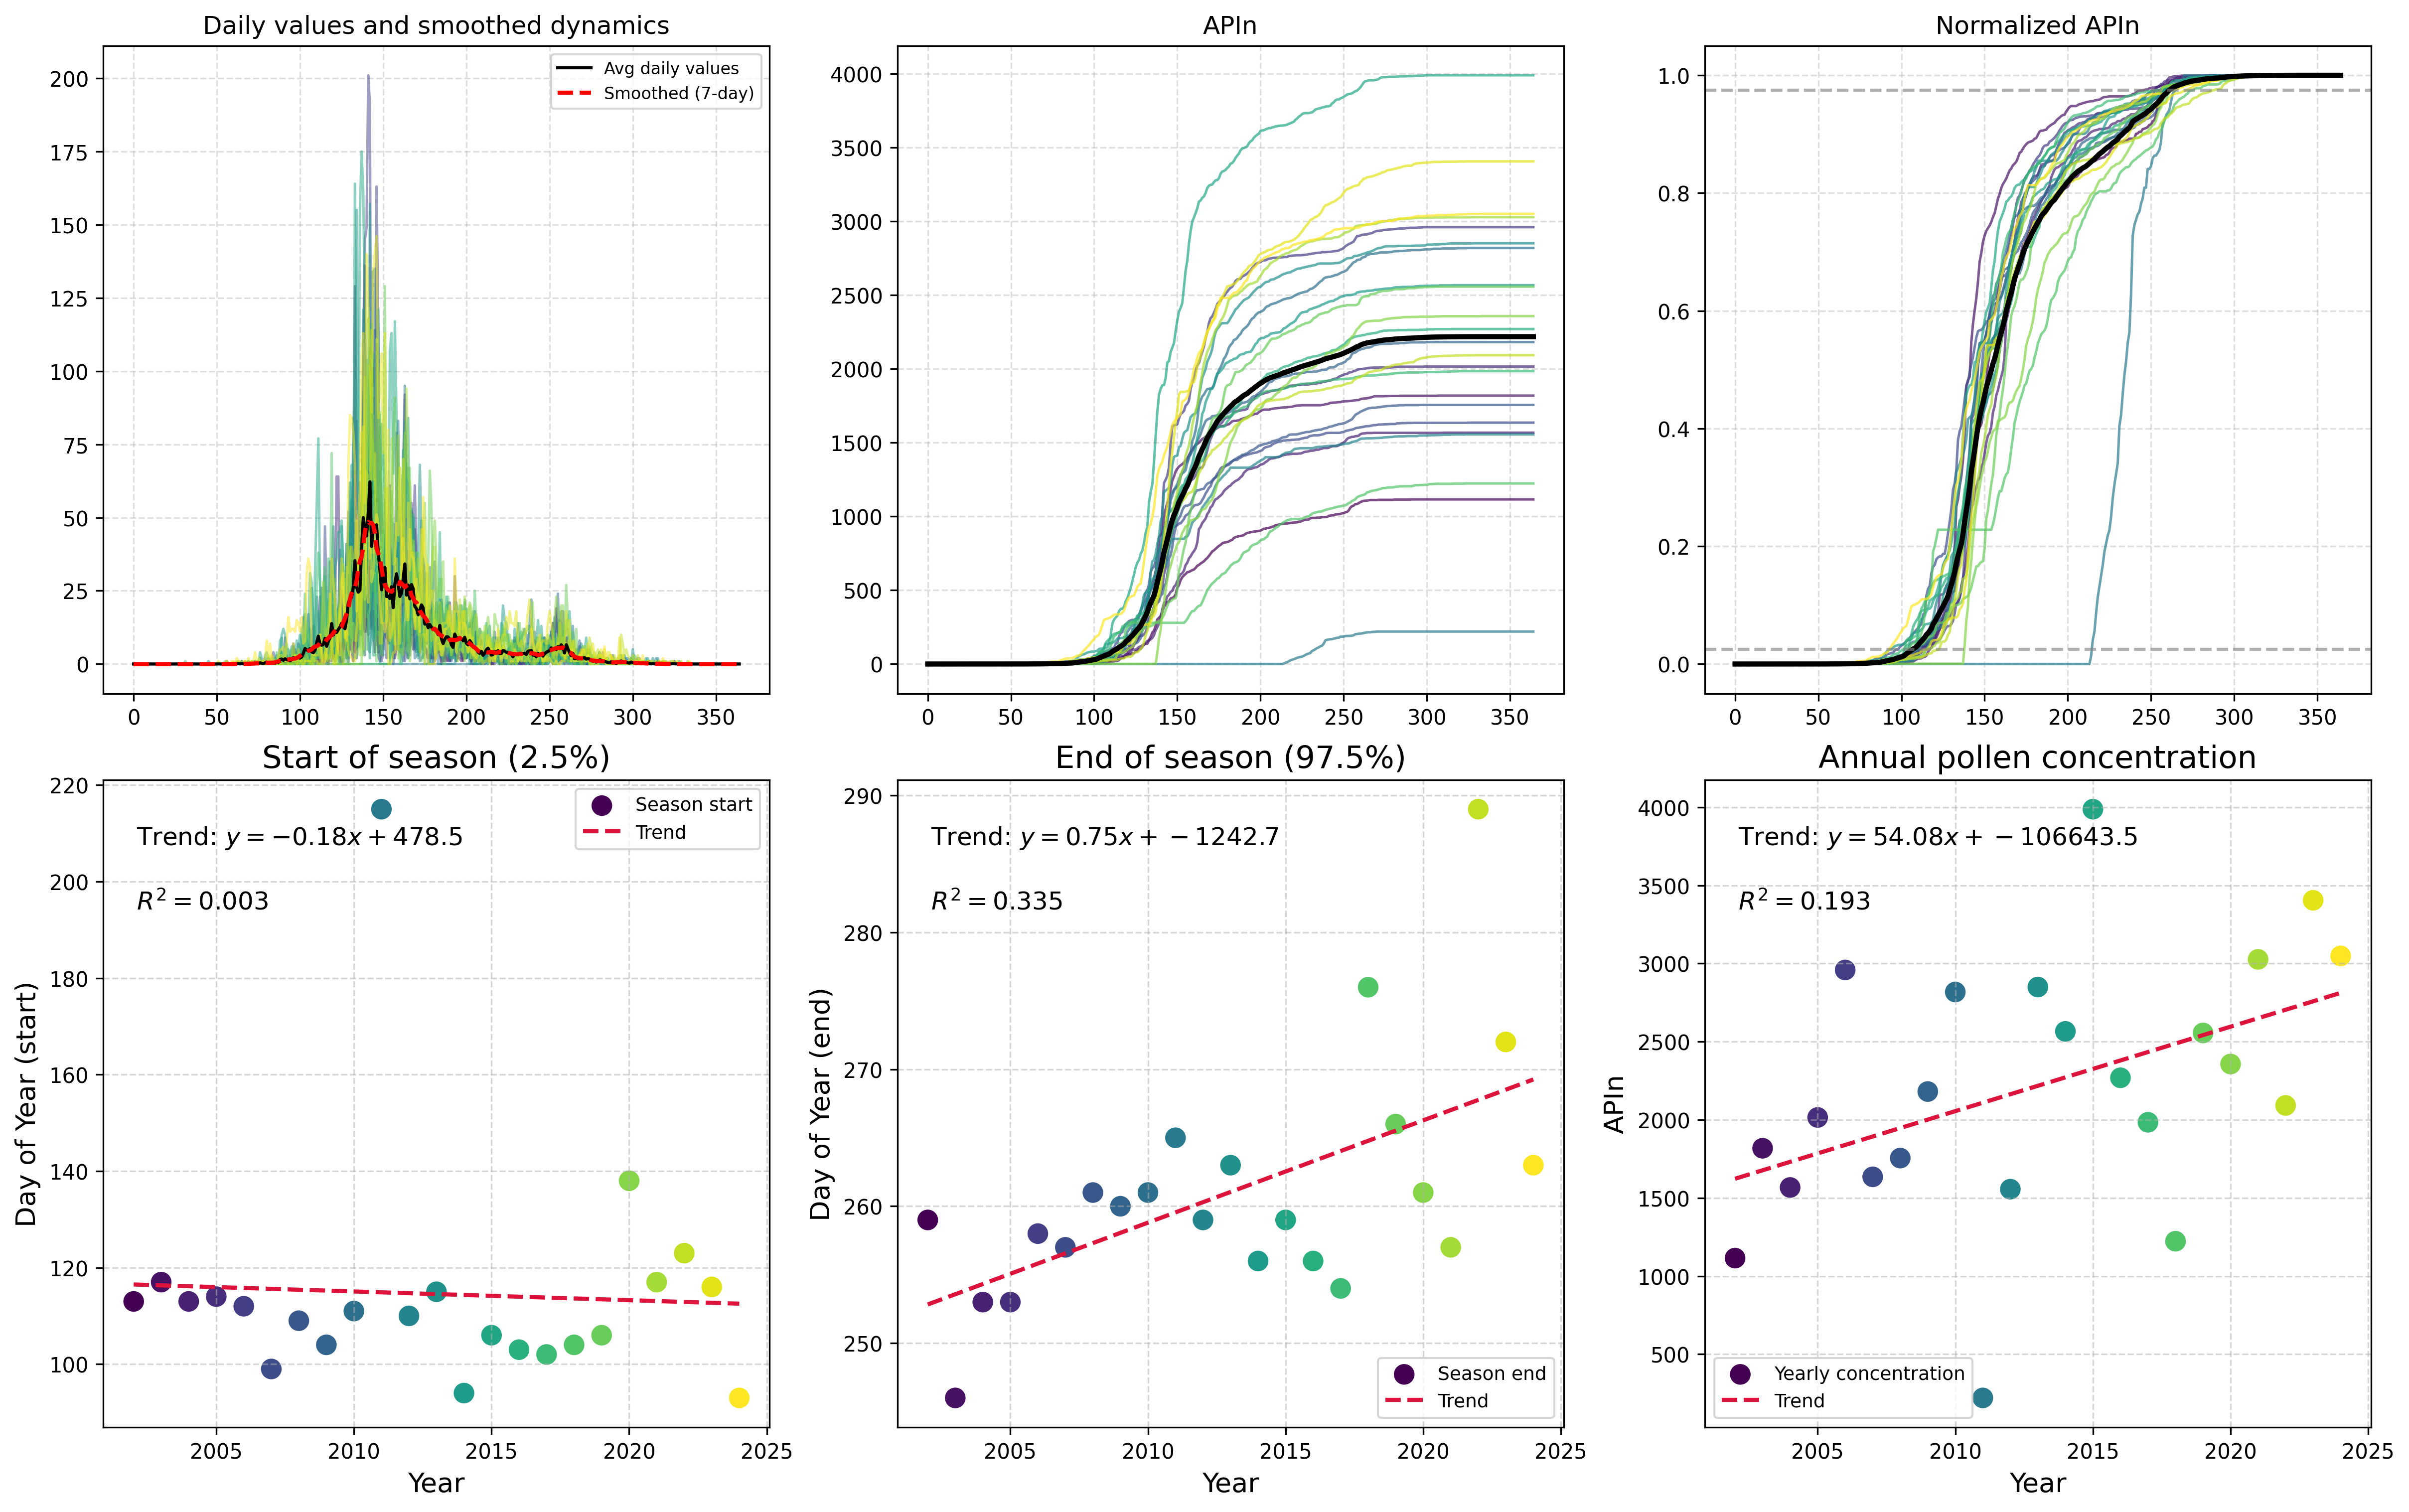 Daily values and smoothed dynamics
Avg daily values
Smoothed (7-day)
200
175
150
125
100
75
50
25
0
0 50 100 150 200 250 300 350
APIn
4000
3500
3000
2500
2000
1500
1000
500
0
0 50 100 150 200 250 300 350
Normalized APIn
1.0
0.8
0.6
0.4
0.2
0.0
0 50 100 150 200 250 300 350
Start of season (2.5%)
Season start
Trend
Trend: y = −0.18x + 478.5
R² = 0.003
Day of Year (start)
220
200
180
160
140
120
100
2005 2010 2015 2020 2025
Year
End of season (97.5%)
Trend: y = 0.75x + −1242.7
R² = 0.335
Day of Year (end)
290
280
270
260
250
Season end
Trend
2005 2010 2015 2020 2025
Year
Annual pollen concentration
Trend: y = 54.08x + −106643.5
R² = 0.193
APIn
4000
3500
3000
2500
2000
1500
1000
500
Yearly concentration
Trend
2005 2010 2015 2020 2025
Year